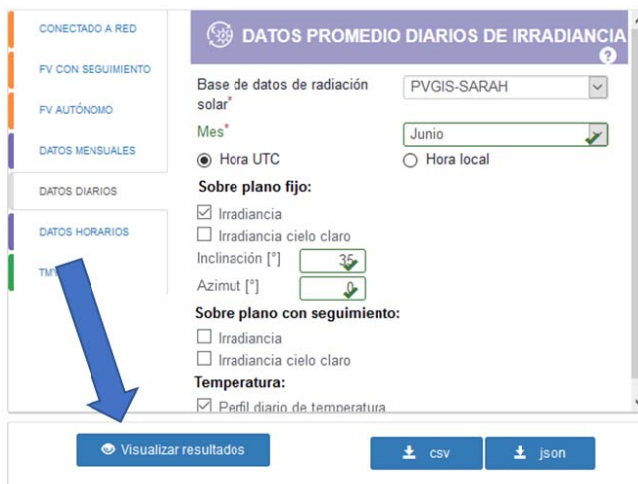 CONECTADO A RED
FV CON SEGUIMIENTO
FV AUTÓNOMO
DATOS MENSUALES
DATOS DIARIOS
DATOS HORARIOS
DATOS PROMEDIO DIARIOS DE IRRADIANCIA
?
Base de datos de radiación solar*
PVGIS-SARAH
Mes*
Junio
Hora UTC
Hora local
Sobre plano fijo:
Irradiancia
Irradiancia cielo claro
Inclinación [°]
35
Azimut [°]
0
Sobre plano con seguimiento:
Irradiancia
Irradiancia cielo claro
Temperatura:
Perfil diario de temperatura
Visualizar resultados
csv
json